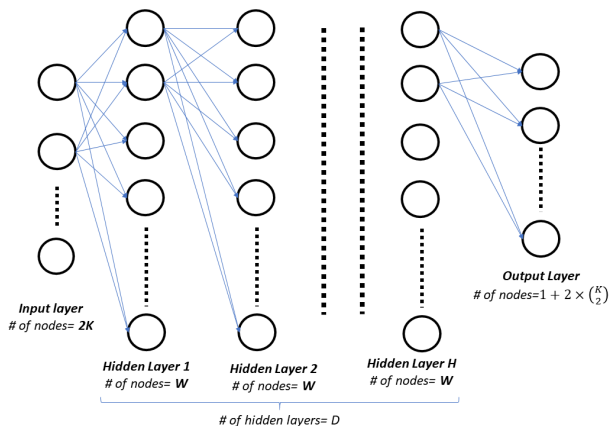 Input layer
# of nodes= 2K
Hidden Layer 1
# of nodes= W
Hidden Layer 2
# of nodes= W
Hidden Layer H
# of nodes= W
Output Layer
# of nodes=1 + 2 × (K 2)
# of hidden layers= D